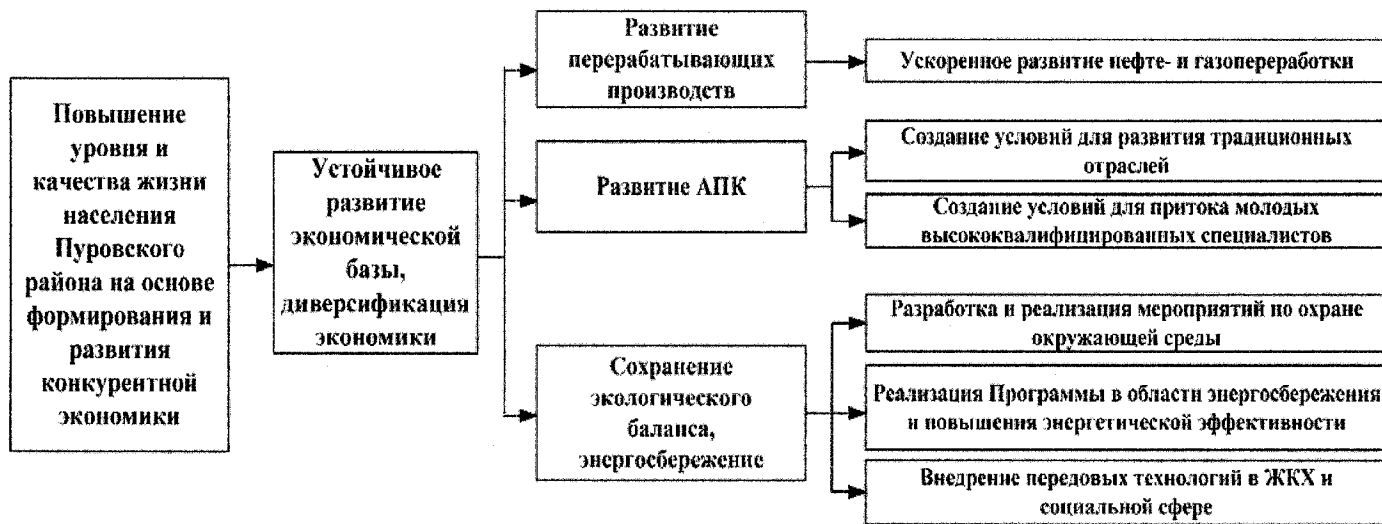 Повышение
уровня и
качества жизни
населения
Пуровского
района на основе
формирования и
развития
конкурентной
экономики
Устойчивое
развитие
экономической
базы,
диверсификация
экономики
Развитие
перерабатывающих
производств
Развитие АПК
Сохранение
экологического
баланса,
энергосбережение
Ускоренное развитие нефте- и газопереработки
Создание условий для развития традиционных
отраслей
Создание условий для притока молодых
высококвалифицированных специалистов
Разработка и реализация мероприятий по охране
окружающей среды
Реализация Программы в области энергосбережения
и повышения энергетической эффективности
Внедрение передовых технологий в ЖКХ и
социальной сфере